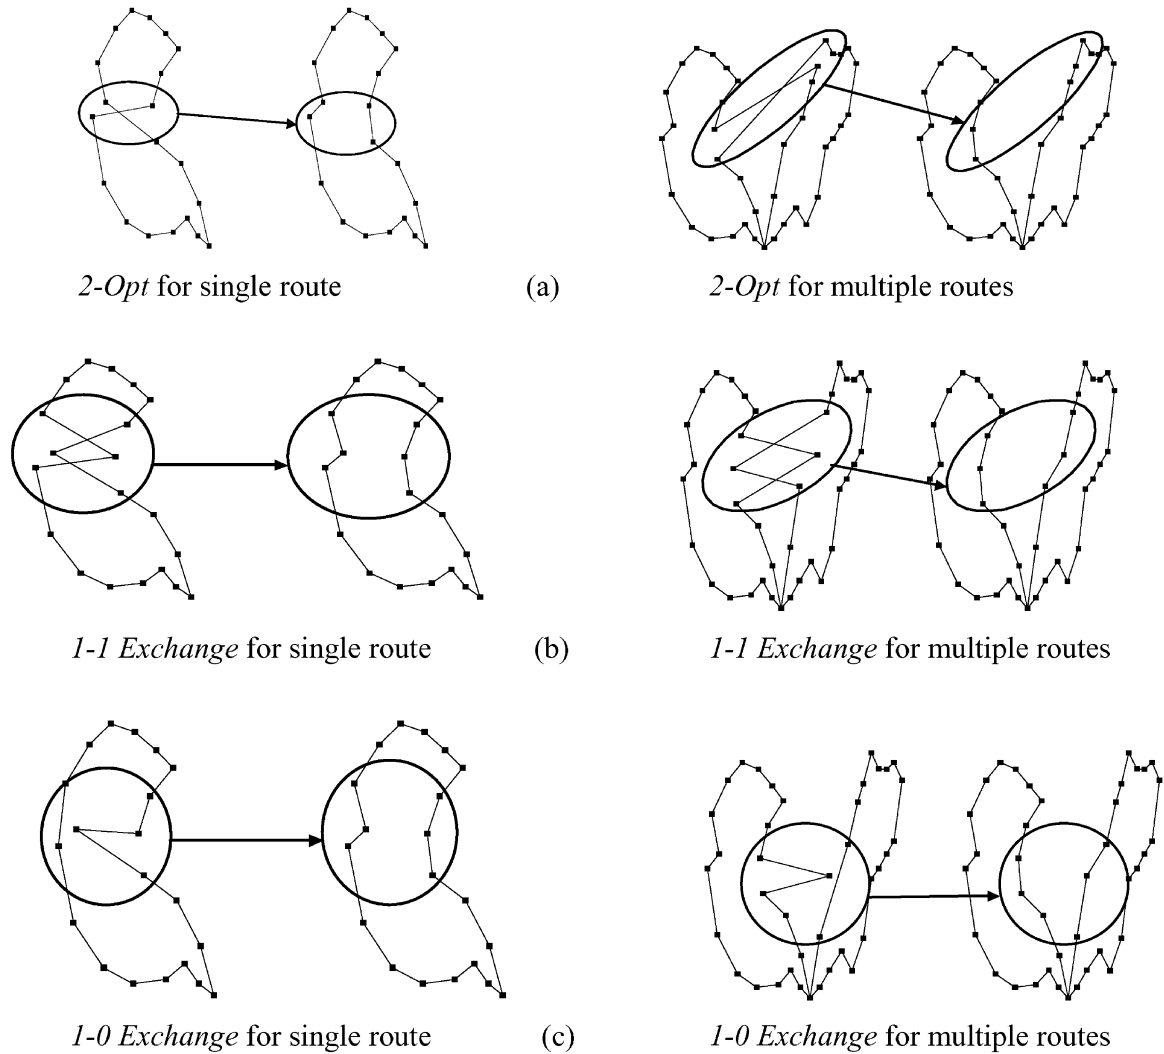 2-Opt for single route (a) 2-Opt for multiple routes
1-1 Exchange for single route (b) 1-1 Exchange for multiple routes
1-0 Exchange for single route (c) 1-0 Exchange for multiple routes